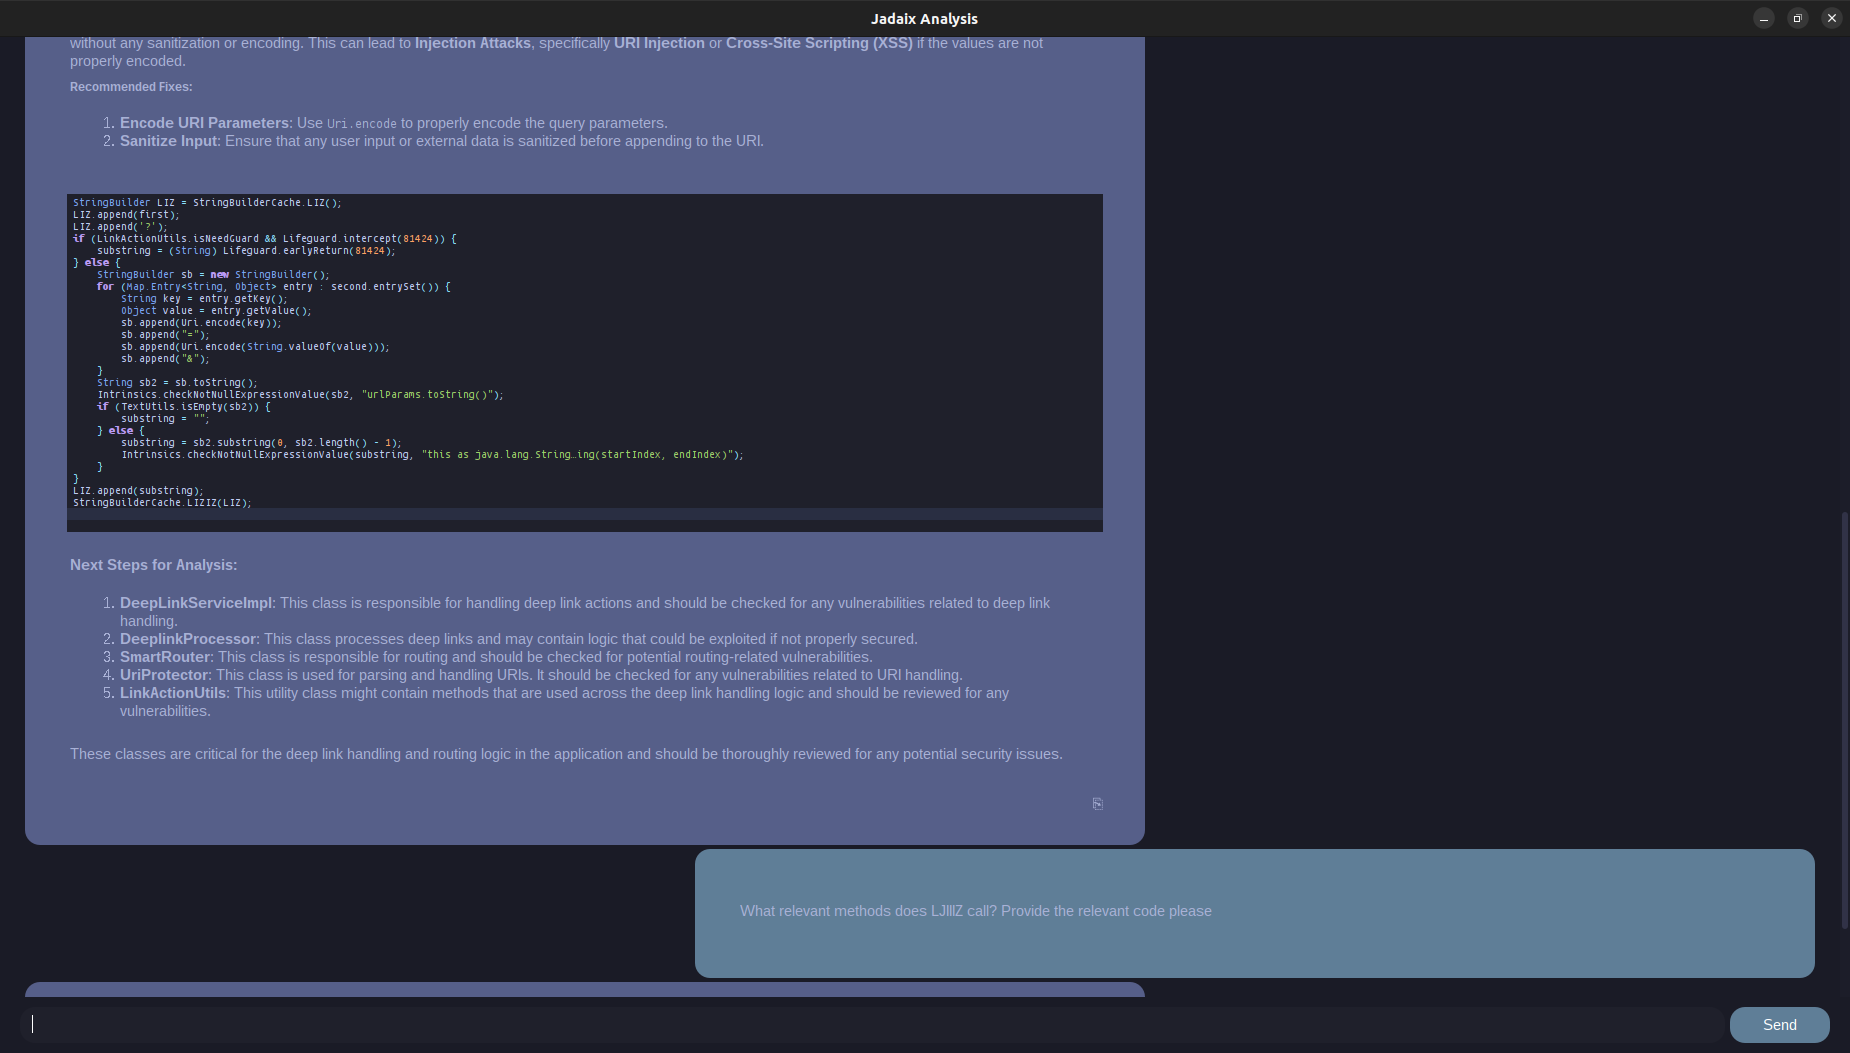 Jadaix Analysis
without any sanitization or encoding. This can lead to Injection Attacks, specifically URI Injection or Cross-Site Scripting (XSS) if the values are not
properly encoded.
Recommended Fixes:
1. Encode URI Parameters: Use Uri.encode to properly encode the query parameters.
2. Sanitize Input: Ensure that any user input or external data is sanitized before appending to the URI.
StringBuilder LIZ = StringBuilderCache.LIZ();
LIZ.append(first);
LIZ.append('?');
if (LinkActionUtils.isNeedGuard && Lifeguard.intercept(81424)) {
    substring = (String) Lifeguard.earlyReturn(81424);
} else {
    StringBuilder sb = new StringBuilder();
    for (Map.Entry<String, Object> entry : second.entrySet()) {
        String key = entry.getKey();
        Object value = entry.getValue();
        sb.append(Uri.encode(key));
        sb.append("=");
        sb.append(Uri.encode(String.valueOf(value)));
        sb.append("&");
    }
    String sb2 = sb.toString();
    Intrinsics.checkNotNullExpressionValue(sb2, "urlParams.toString()");
    if (TextUtils.isEmpty(sb2)) {
        substring = "";
    } else {
        substring = sb2.substring(0, sb2.length() - 1);
        Intrinsics.checkNotNullExpressionValue(substring, "this as java.lang.String…ing(startIndex, endIndex)");
    }
}
LIZ.append(substring);
StringBuilderCache.LIZIZ(LIZ);
Next Steps for Analysis:
1. DeepLinkServiceImpl: This class is responsible for handling deep link actions and should be checked for any vulnerabilities related to deep link
handling.
2. DeeplinkProcessor: This class processes deep links and may contain logic that could be exploited if not properly secured.
3. SmartRouter: This class is responsible for routing and should be checked for potential routing-related vulnerabilities.
4. UriProtector: This class is used for parsing and handling URIs. It should be checked for any vulnerabilities related to URI handling.
5. LinkActionUtils: This utility class might contain methods that are used across the deep link handling logic and should be reviewed for any
vulnerabilities.
These classes are critical for the deep link handling and routing logic in the application and should be thoroughly reviewed for any potential security issues.
What relevant methods does LJIIIZ call? Provide the relevant code please
Send